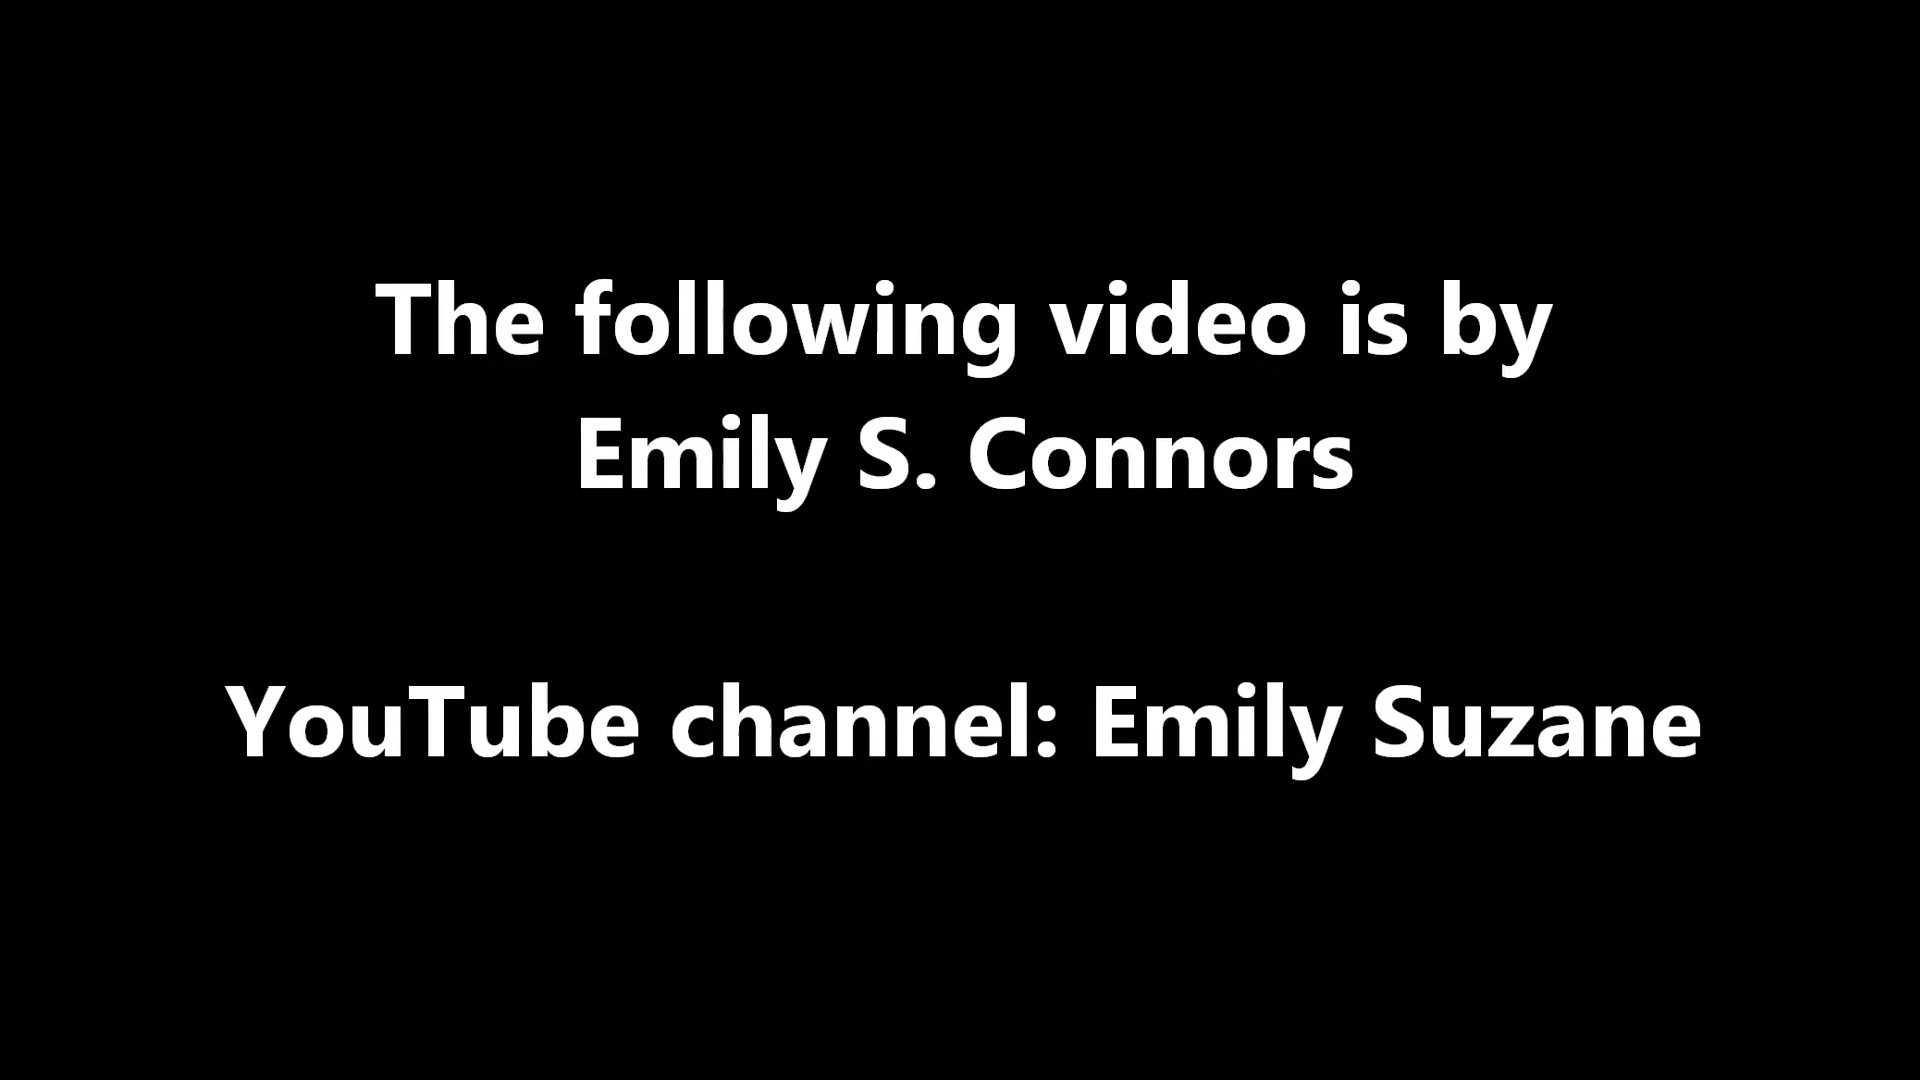 The following video is by
Emily S. Connors
YouTube channel: Emily Suzane